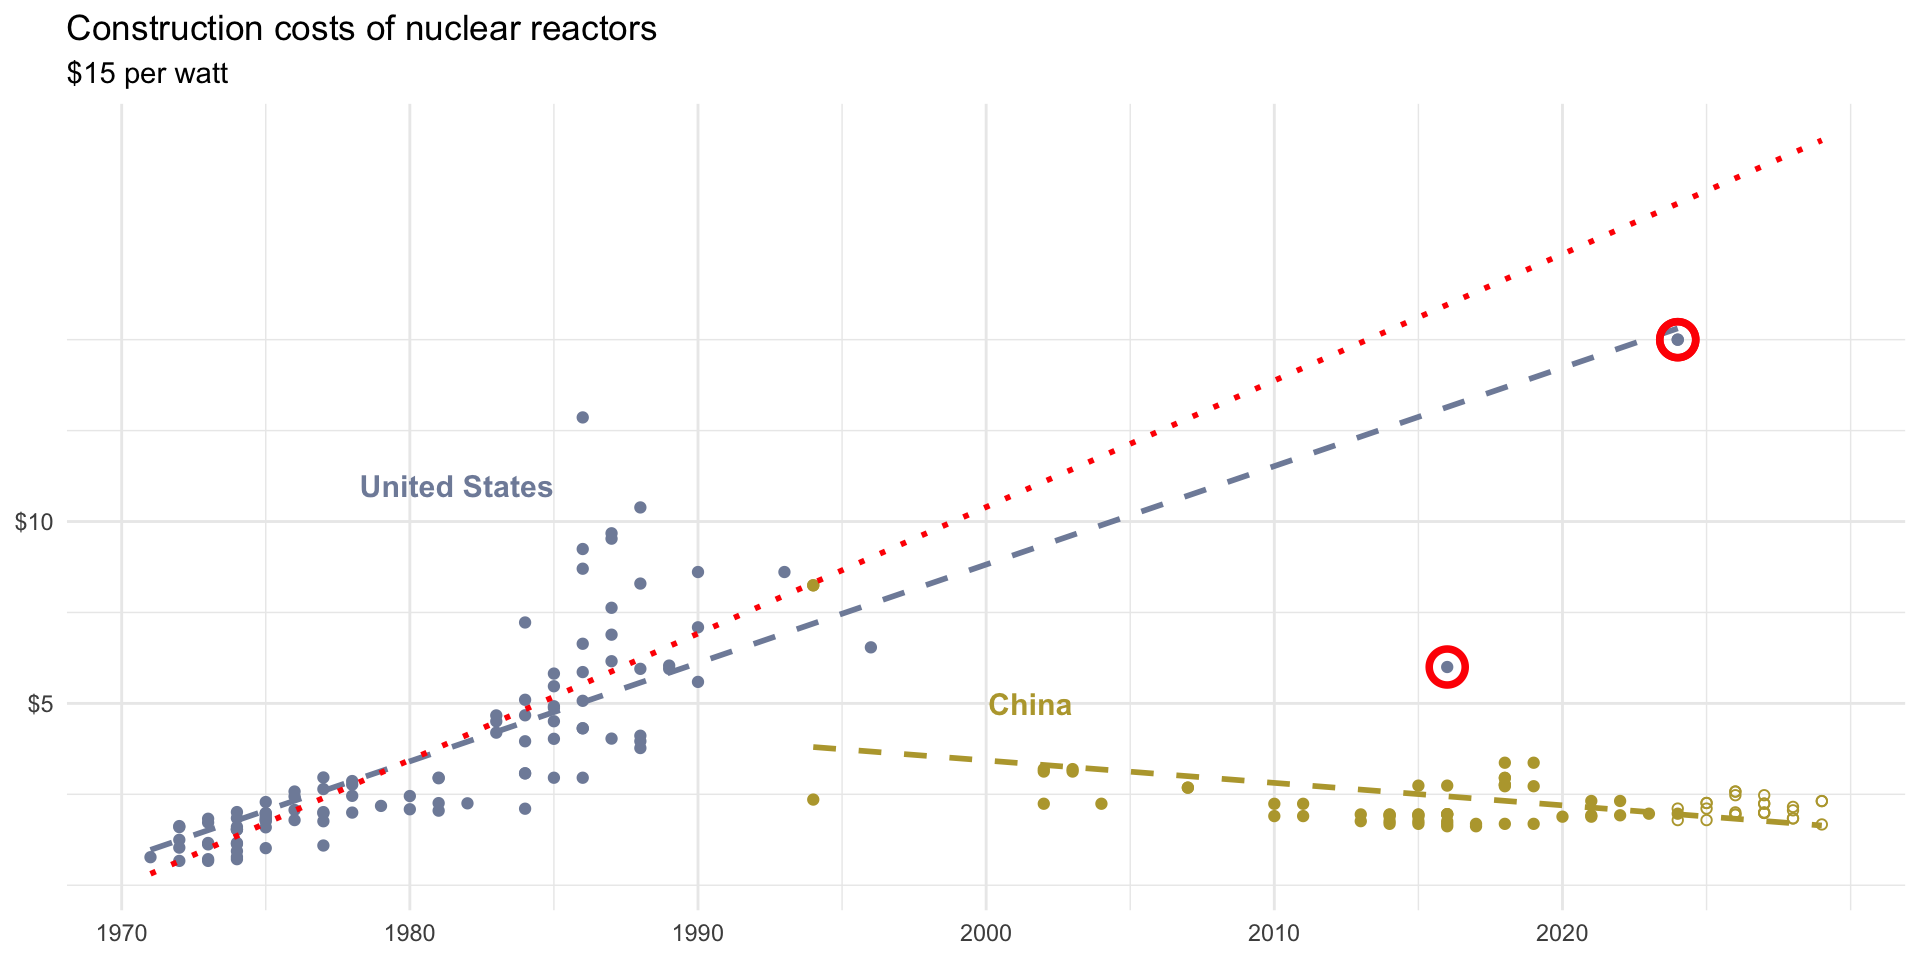 Construction costs of nuclear reactors
$15 per watt
United States
$10
$5
China
1970
1980
1990
2000
2010
2020